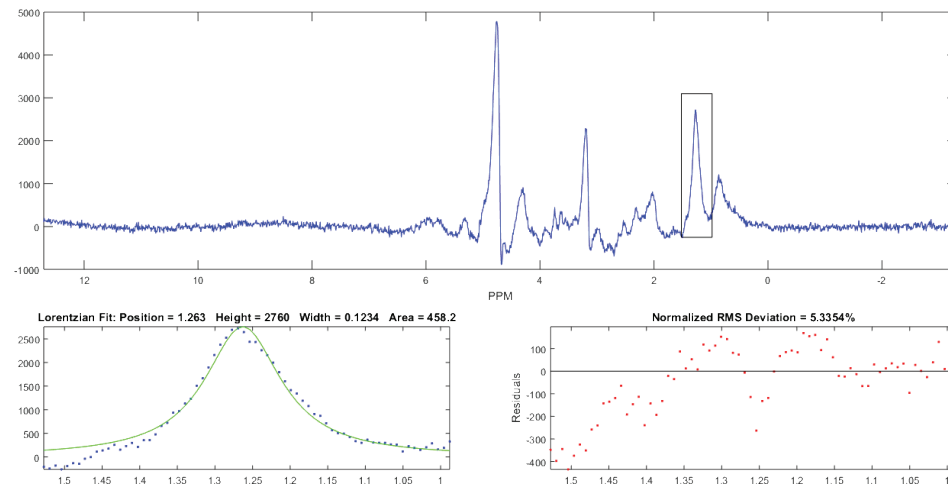 5000
4000
3000
2000
1000
0
-1000
12 10 8 6 4 2 0 -2
PPM
Lorentzian Fit: Position = 1.263 Height = 2760 Width = 0.1234 Area = 458.2
2500
2000
1500
1000
500
0
1.5 1.45 1.4 1.35 1.3 1.25 1.2 1.15 1.1 1.05 1
Normalized RMS Deviation = 5.3354%
Residuals
100
0
-100
-200
-300
-400
1.5 1.45 1.4 1.35 1.3 1.25 1.2 1.15 1.1 1.05 1